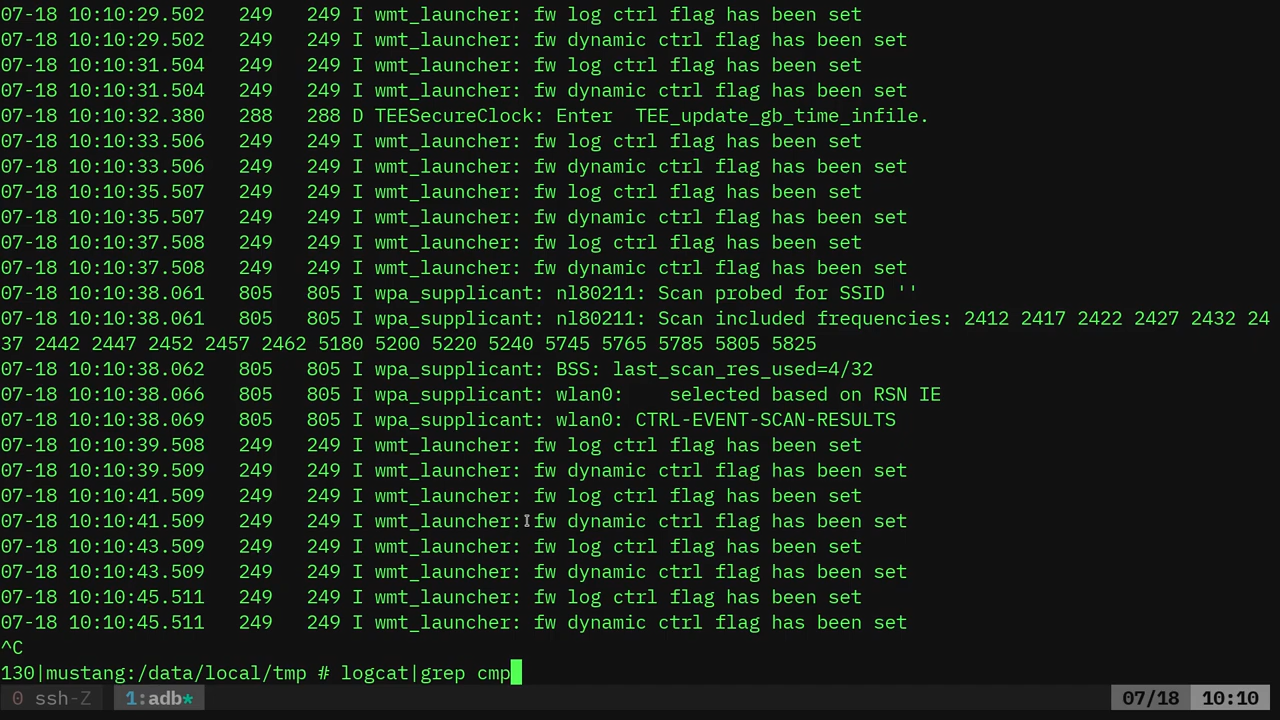 07-18 10:10:29.502   249   249 I wmt_launcher: fw log ctrl flag has been set
07-18 10:10:29.502   249   249 I wmt_launcher: fw dynamic ctrl flag has been set
07-18 10:10:31.504   249   249 I wmt_launcher: fw log ctrl flag has been set
07-18 10:10:31.504   249   249 I wmt_launcher: fw dynamic ctrl flag has been set
07-18 10:10:32.380   288   288 D TEESecureClock: Enter  TEE_update_gb_time_infile.
07-18 10:10:33.506   249   249 I wmt_launcher: fw log ctrl flag has been set
07-18 10:10:33.506   249   249 I wmt_launcher: fw dynamic ctrl flag has been set
07-18 10:10:35.507   249   249 I wmt_launcher: fw log ctrl flag has been set
07-18 10:10:35.507   249   249 I wmt_launcher: fw dynamic ctrl flag has been set
07-18 10:10:37.508   249   249 I wmt_launcher: fw log ctrl flag has been set
07-18 10:10:37.508   249   249 I wmt_launcher: fw dynamic ctrl flag has been set
07-18 10:10:38.061   805   805 I wpa_supplicant: nl80211: Scan probed for SSID ''
07-18 10:10:38.061   805   805 I wpa_supplicant: nl80211: Scan included frequencies: 2412 2417 2422 2427 2432 24
37 2442 2447 2452 2457 2462 5180 5200 5220 5240 5745 5765 5785 5805 5825
07-18 10:10:38.062   805   805 I wpa_supplicant: BSS: last_scan_res_used=4/32
07-18 10:10:38.066   805   805 I wpa_supplicant: wlan0:    selected based on RSN IE
07-18 10:10:38.069   805   805 I wpa_supplicant: wlan0: CTRL-EVENT-SCAN-RESULTS
07-18 10:10:39.508   249   249 I wmt_launcher: fw log ctrl flag has been set
07-18 10:10:39.509   249   249 I wmt_launcher: fw dynamic ctrl flag has been set
07-18 10:10:41.509   249   249 I wmt_launcher: fw log ctrl flag has been set
07-18 10:10:41.509   249   249 I wmt_launcher: fw dynamic ctrl flag has been set
07-18 10:10:43.509   249   249 I wmt_launcher: fw log ctrl flag has been set
07-18 10:10:43.509   249   249 I wmt_launcher: fw dynamic ctrl flag has been set
07-18 10:10:45.511   249   249 I wmt_launcher: fw log ctrl flag has been set
07-18 10:10:45.511   249   249 I wmt_launcher: fw dynamic ctrl flag has been set
^C
130|mustang:/data/local/tmp # logcat|grep cmp
0 ssh-Z  1:adb*  07/18  10:10